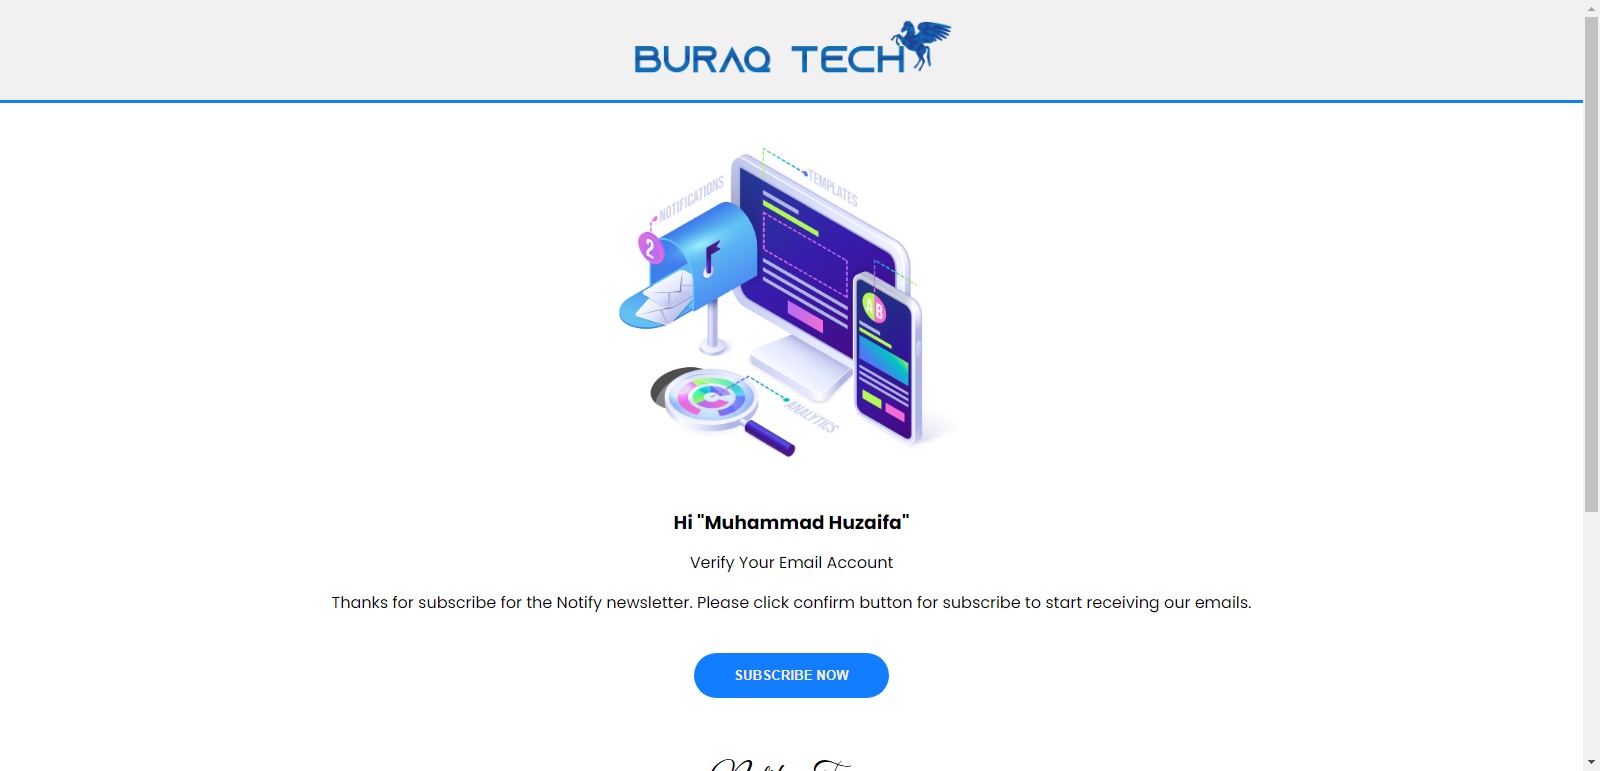 BURAQ TECH
TEMPLATES
NOTIFICATIONS
2
A B
ANALYTICS
Hi "Muhammad Huzaifa"
Verify Your Email Account
Thanks for subscribe for the Notify newsletter. Please click confirm button for subscribe to start receiving our emails.
SUBSCRIBE NOW